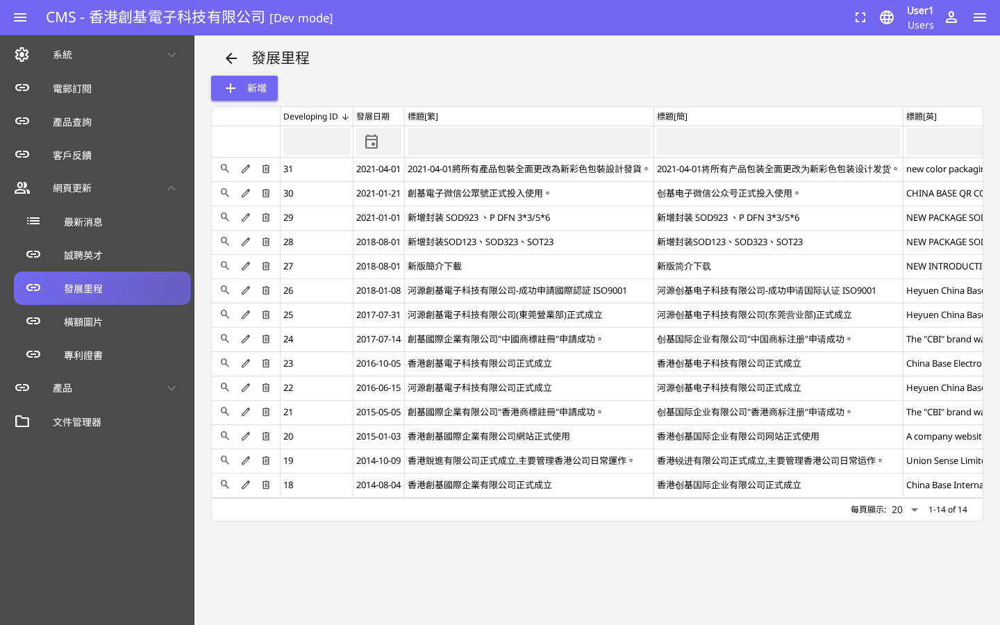 CMS - 香港創基電子科技有限公司 [Dev mode]
User1
Users
系統
電郵訂閱
產品查詢
客戶反饋
網頁更新
最新消息
誠聘英才
發展里程
橫額圖片
專利證書
產品
文件管理器
發展里程
新增
Developing ID 發展日期 標題[繁] 標題[簡] 標題[英]
31 2021-04-01 2021-04-01將所有產品包裝全面更改為新彩色包裝設計發貨。 2021-04-01将所有产品包装全面更改为新彩色包装设计发货。 new color packagin
30 2021-01-21 創基電子微信公眾號正式投入使用。 创基电子微信公众号正式投入使用。 CHINA BASE QR CO
29 2021-01-01 新增封装 SOD923 、P DFN 3*3/5*6 新增封装 SOD923 、P DFN 3*3/5*6 NEW PACKAGE SOD
28 2018-08-01 新增封装SOD123、SOD323、SOT23 新增封装SOD123、SOD323、SOT23 NEW PACKAGE SOD
27 2018-08-01 新版簡介下載 新版简介下载 NEW INTRODUCTI
26 2018-01-08 河源創基電子科技有限公司-成功申請國際認証 ISO9001 河源创基电子科技有限公司-成功申请国际认证 ISO9001 Heyuen China Base
25 2017-07-31 河源創基電子科技有限公司(東莞營業部)正式成立 河源创基电子科技有限公司(东莞营业部)正式成立 Heyuen China Base
24 2017-07-14 創基國際企業有限公司"中國商標註冊"申請成功。 创基国际企业有限公司"中国商标注册"申请成功。 The "CBI" brand wa
23 2016-10-05 香港創基電子科技有限公司正式成立 香港创基电子科技有限公司正式成立 China Base Electro
22 2016-06-15 河源創基電子科技有限公司正式成立 河源创基电子科技有限公司正式成立 Heyuen China Base
21 2015-05-05 創基國際企業有限公司"香港商標註冊"申請成功。 创基国际企业有限公司"香港商标注册"申请成功。 The "CBI" brand wa
20 2015-01-03 香港創基國際企業有限公司網站正式使用 香港创基国际企业有限公司网站正式使用 A company websit
19 2014-10-09 香港銳進有限公司正式成立,主要管理香港公司日常運作。 香港锐进有限公司正式成立,主要管理香港公司日常运作。 Union Sense Limite
18 2014-08-04 香港創基國際企業有限公司正式成立 香港创基国际企业有限公司正式成立 China Base Interna
每頁顯示: 20 1-14 of 14